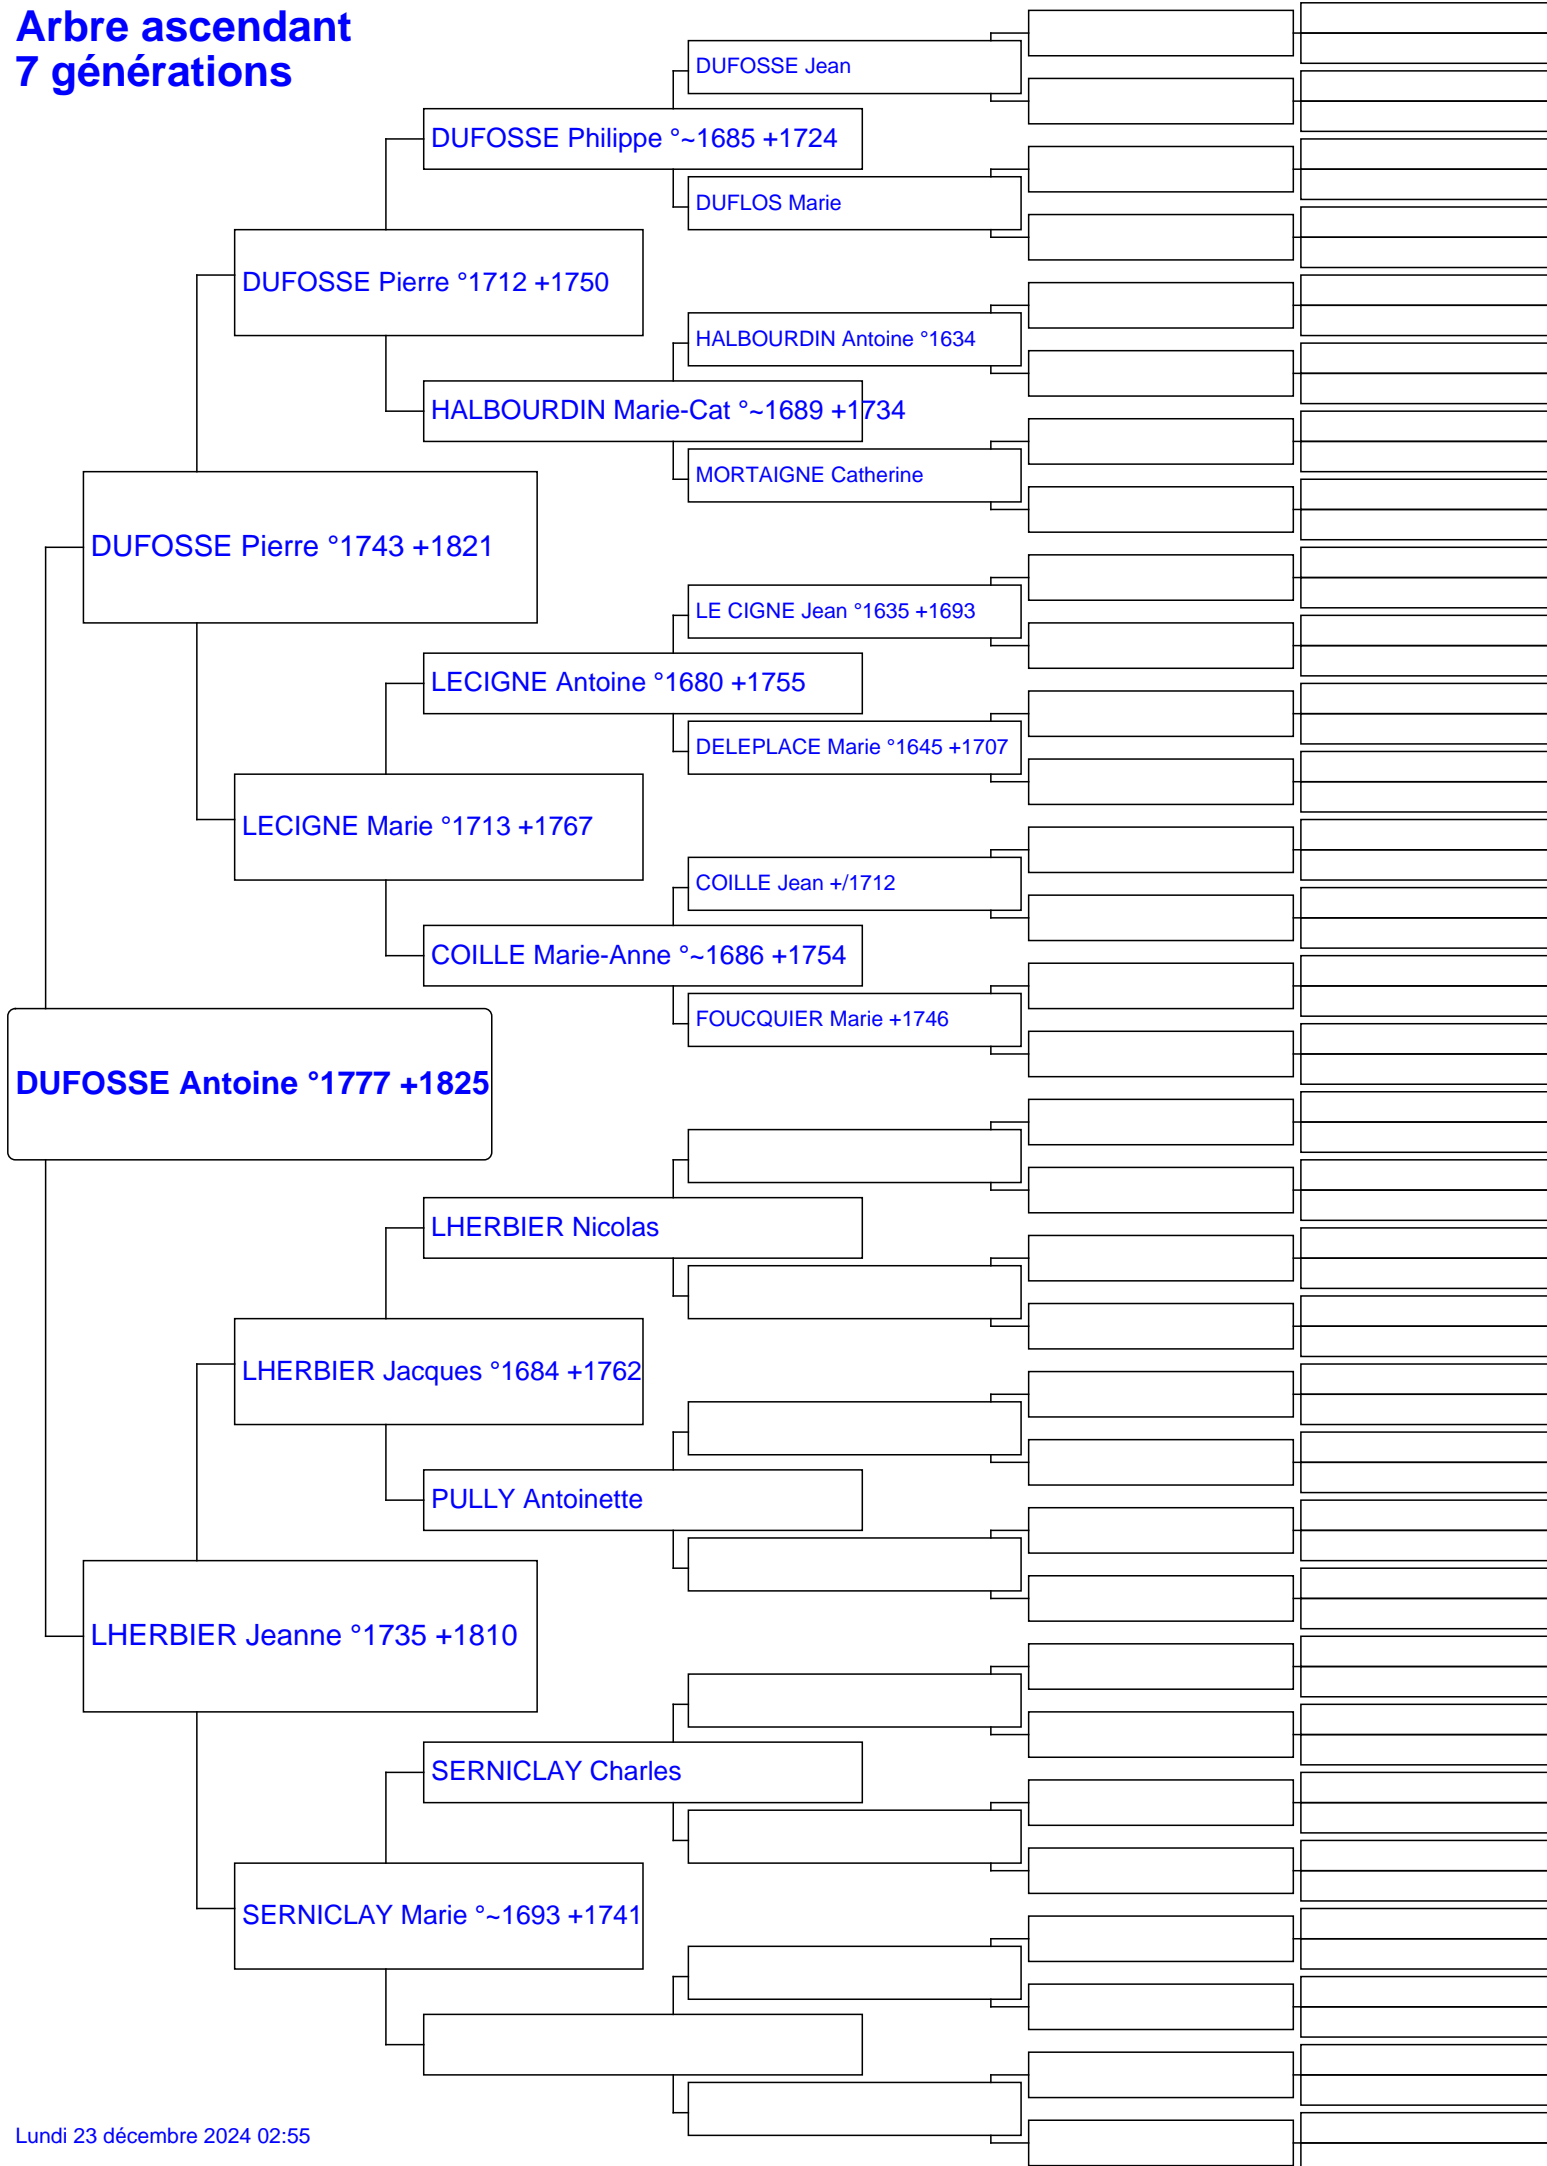 Arbre ascendant
7 générations
DUFOSSE Jean
DUFOSSE Philippe °~1685 +1724
DUFLOS Marie
DUFOSSE Pierre °1712 +1750
HALBOURDIN Antoine °1634
HALBOURDIN Marie-Cat °~1689 +1734
MORTAIGNE Catherine
DUFOSSE Pierre °1743 +1821
LE CIGNE Jean °1635 +1693
LECIGNE Antoine °1680 +1755
DELEPLACE Marie °1645 +1707
LECIGNE Marie °1713 +1767
COILLE Jean +/1712
COILLE Marie-Anne °~1686 +1754
FOUCQUIER Marie +1746
DUFOSSE Antoine °1777 +1825
LHERBIER Nicolas
LHERBIER Jacques °1684 +1762
PULLY Antoinette
LHERBIER Jeanne °1735 +1810
SERNICLAY Charles
SERNICLAY Marie °~1693 +1741
Lundi 23 décembre 2024 02:55